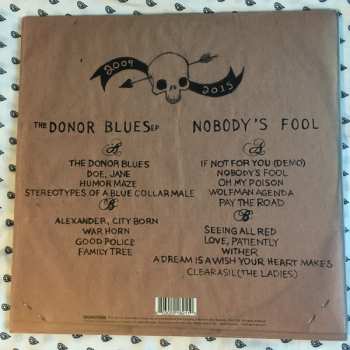 2009
2015
THE DONOR BLUES EP
A
THE DONOR BLUES
DOE, JANE
HUMOR MAZE
STEREOTYPES OF A BLUE COLLAR MALE
B
ALEXANDER, CITY BORN
WAR HORN
GOOD POLICE
FAMILY TREE
NOBODY'S FOOL
A
IF NOT FOR YOU (DEMO)
NOBODY'S FOOL
OH MY POISON
WOLFMAN AGENDA
PAY THE ROAD
B
SEEING ALL RED
LOVE, PATIENTLY
WITHER
A DREAM IS A WISH YOUR HEART MAKES
CLEARASIL (THE LADIES)